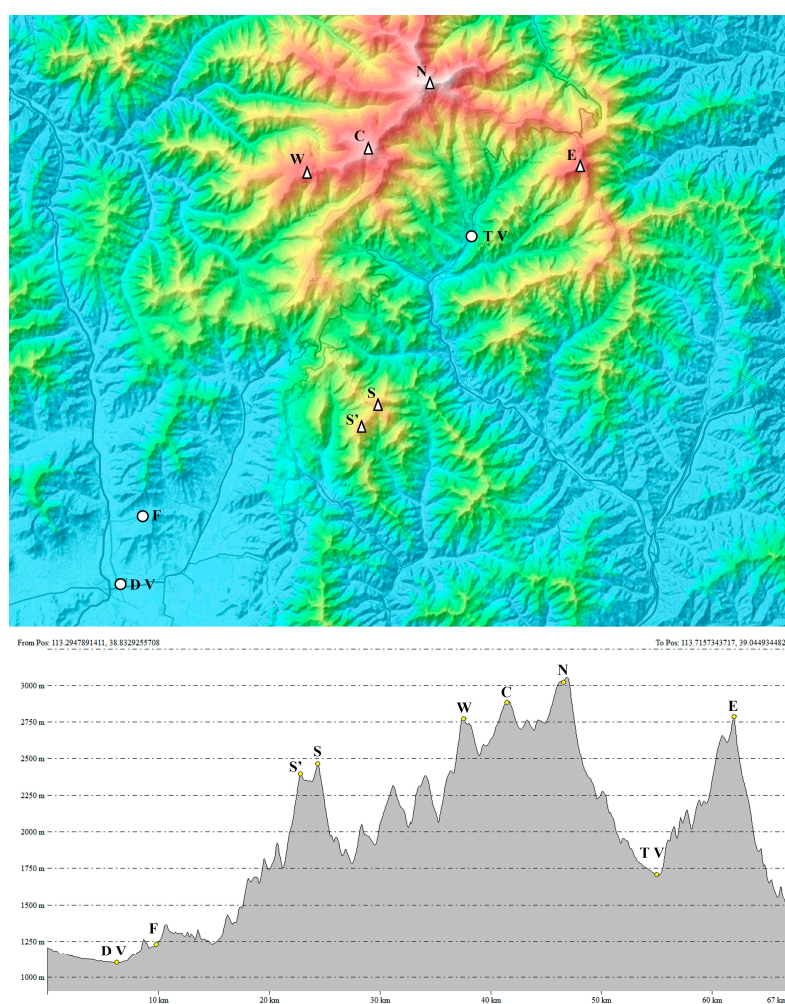 N
C
W
E
T V
S
S'
F
D V
From Pos: 113.2947891411, 38.8329255708
To Pos: 113.7157343717, 39.044934482
3000 m
2750 m
2500 m
2250 m
2000 m
1750 m
1500 m
1250 m
1000 m
N
C
W
E
S
S'
T V
F
D V
10 km
20 km
30 km
40 km
50 km
60 km
67 km